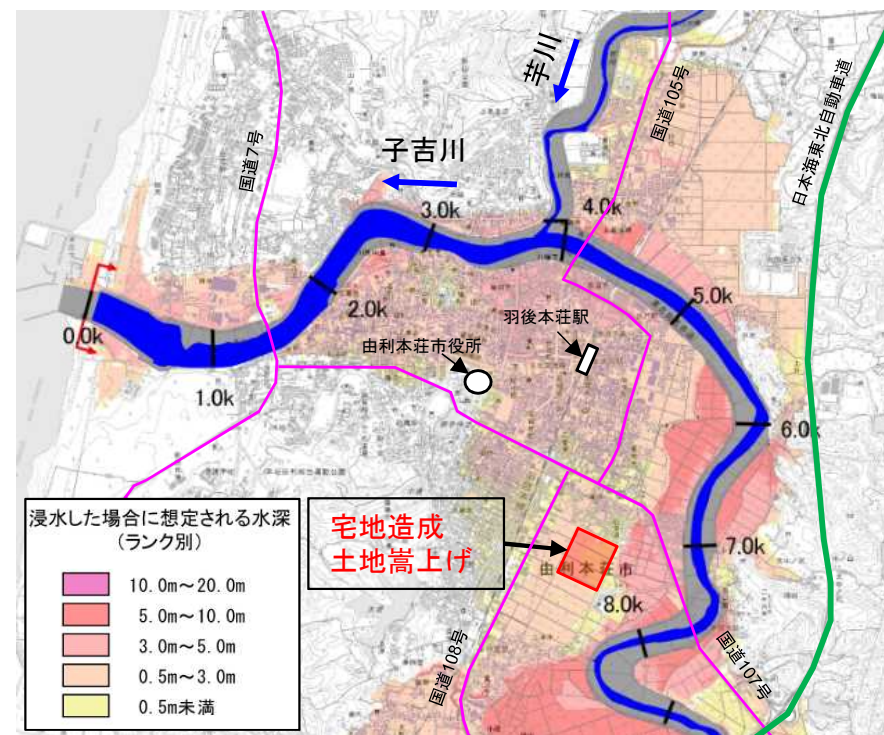 芋川
国道105号
日本海東北自動車道
国道7号
子吉川
3.0k
4.0k
5.0k
2.0k
羽後本荘駅
0.0k
由利本荘市役所
1.0k
6.0k
浸水した場合に想定される水深
(ランク別)
10.0m～20.0m
5.0m～10.0m
3.0m～5.0m
0.5m～3.0m
0.5m未満
宅地造成
土地嵩上げ
7.0k
由利本荘市
8.0k
国道108号
国道107号